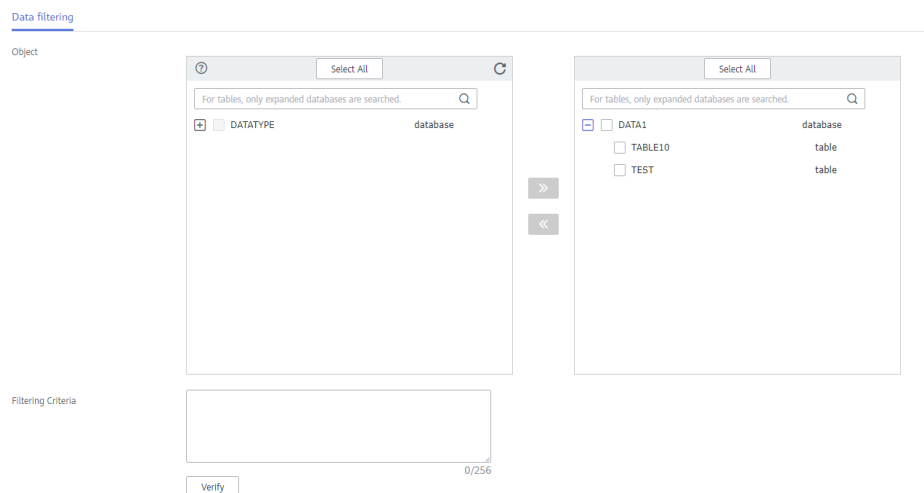 Data filtering
Object
Select All
Select All
For tables, only expanded databases are searched.
For tables, only expanded databases are searched.
DATATYPE database
DATA1 database
TABLE10 table
TEST table
Filtering Criteria
0/256
Verify